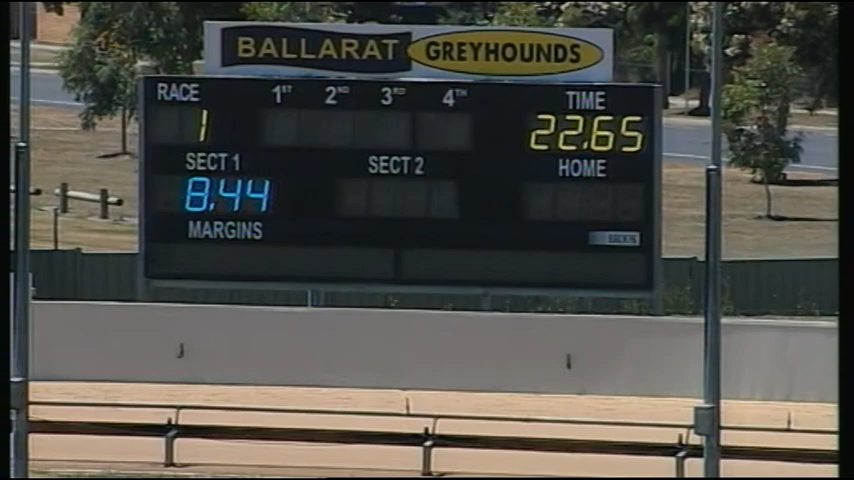 BALLARAT GREYHOUNDS
RACE 1ST 2ND 3RD 4TH TIME
1 22.65
SECT 1 SECT 2 HOME
8.44
MARGINS